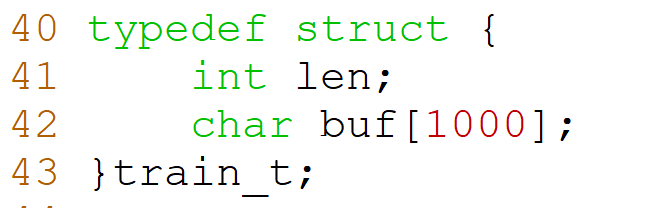 40 typedef struct {
41     int len;
42     char buf[1000];
43 }train_t;